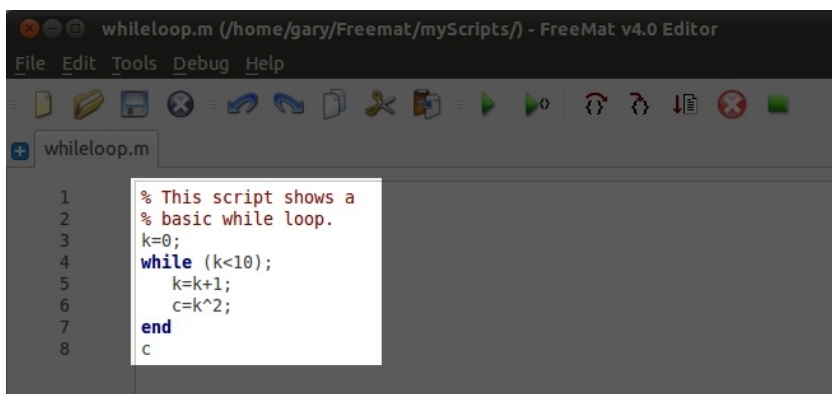 whileloop.m (/home/gary/Freemat/myScripts/) - FreeMat v4.0 Editor
File Edit Tools Debug Help
whileloop.m
1 % This script shows a
2 % basic while loop.
3 k=0;
4 while (k<10);
5 k=k+1;
6 c=k^2;
7 end
8 c